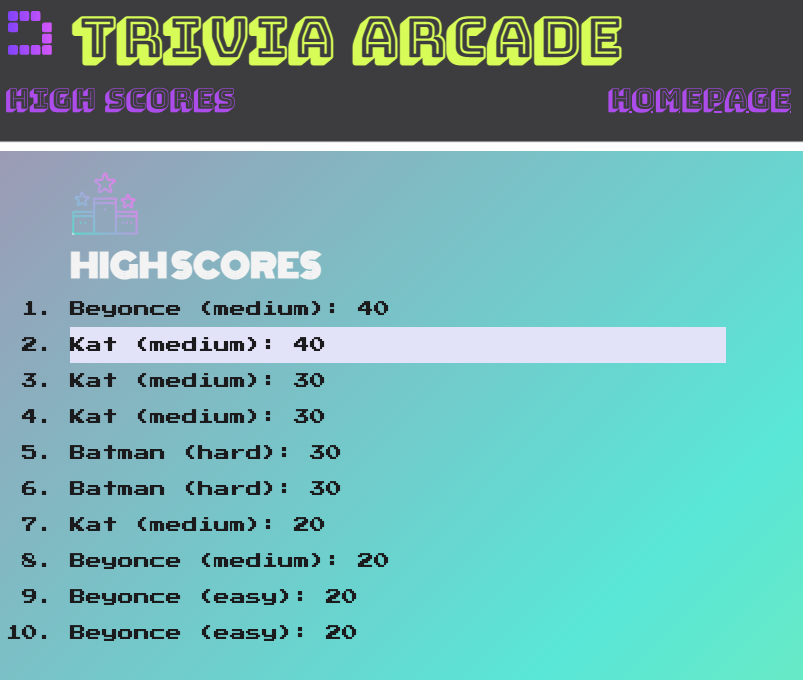 TRIVIA ARCADE
HIGH SCORES HOMEPAGE
HIGH SCORES
1. Beyonce (medium): 40
2. Kat (medium): 40
3. Kat (medium): 30
4. Kat (medium): 30
5. Batman (hard): 30
6. Batman (hard): 30
7. Kat (medium): 20
8. Beyonce (medium): 20
9. Beyonce (easy): 20
10. Beyonce (easy): 20